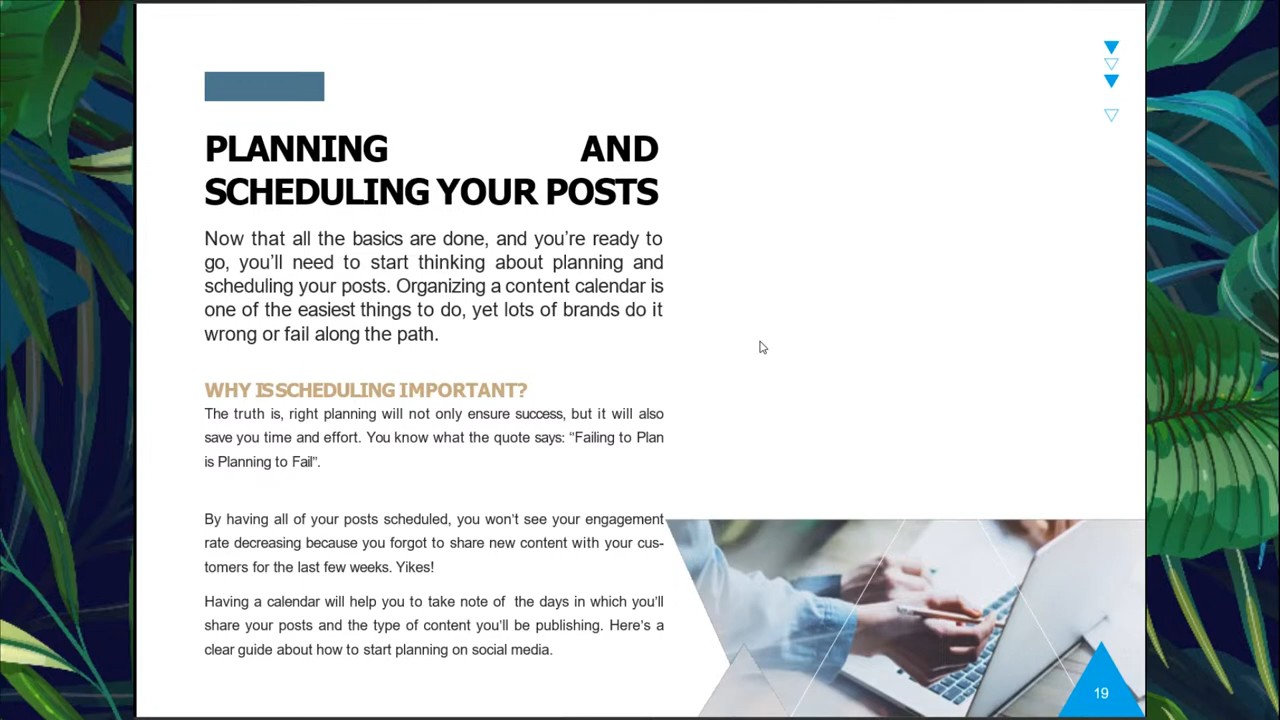 PLANNING AND
SCHEDULING YOUR POSTS
Now that all the basics are done, and you’re ready to
go, you’ll need to start thinking about planning and
scheduling your posts. Organizing a content calendar is
one of the easiest things to do, yet lots of brands do it
wrong or fail along the path.
WHY IS SCHEDULING IMPORTANT?
The truth is, right planning will not only ensure success, but it will also
save you time and effort. You know what the quote says: “Failing to Plan
is Planning to Fail”.
By having all of your posts scheduled, you won’t see your engagement
rate decreasing because you forgot to share new content with your cus-
tomers for the last few weeks. Yikes!
Having a calendar will help you to take note of the days in which you’ll
share your posts and the type of content you’ll be publishing. Here’s a
clear guide about how to start planning on social media.
19